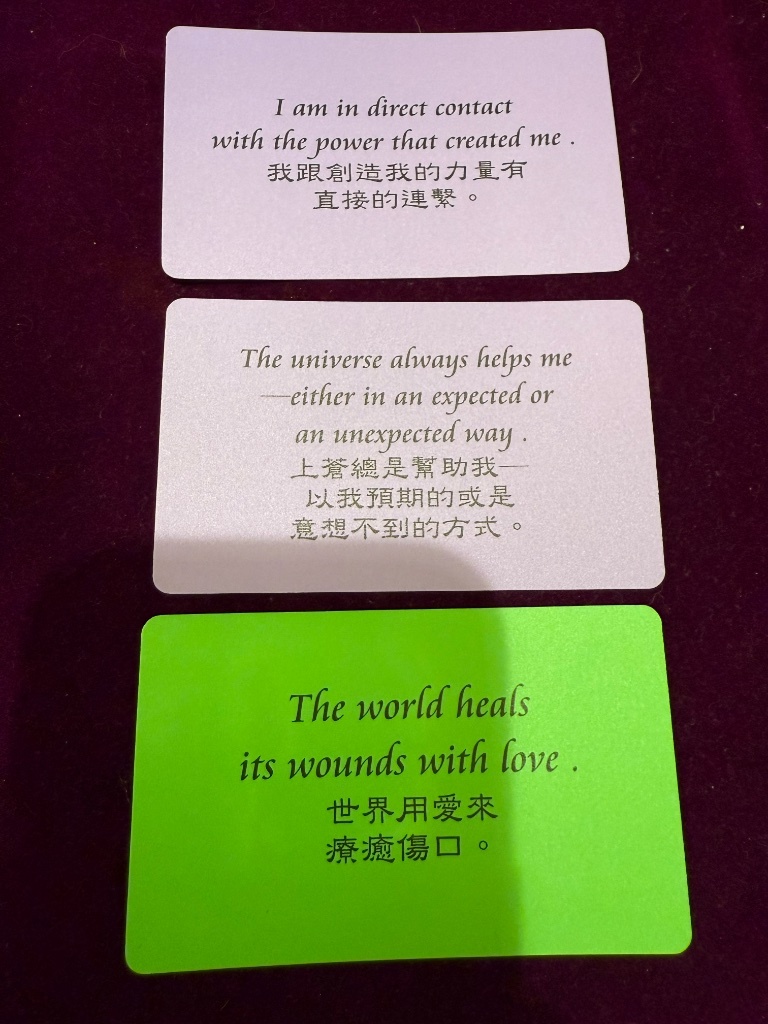 I am in direct contact
with the power that created me .
我跟創造我的力量有
直接的連繫。
The universe always helps me
—either in an expected or
an unexpected way .
上蒼總是幫助我—
以我預期的或是
意想不到的方式。
The world heals
its wounds with love .
世界用愛來
療癒傷口。